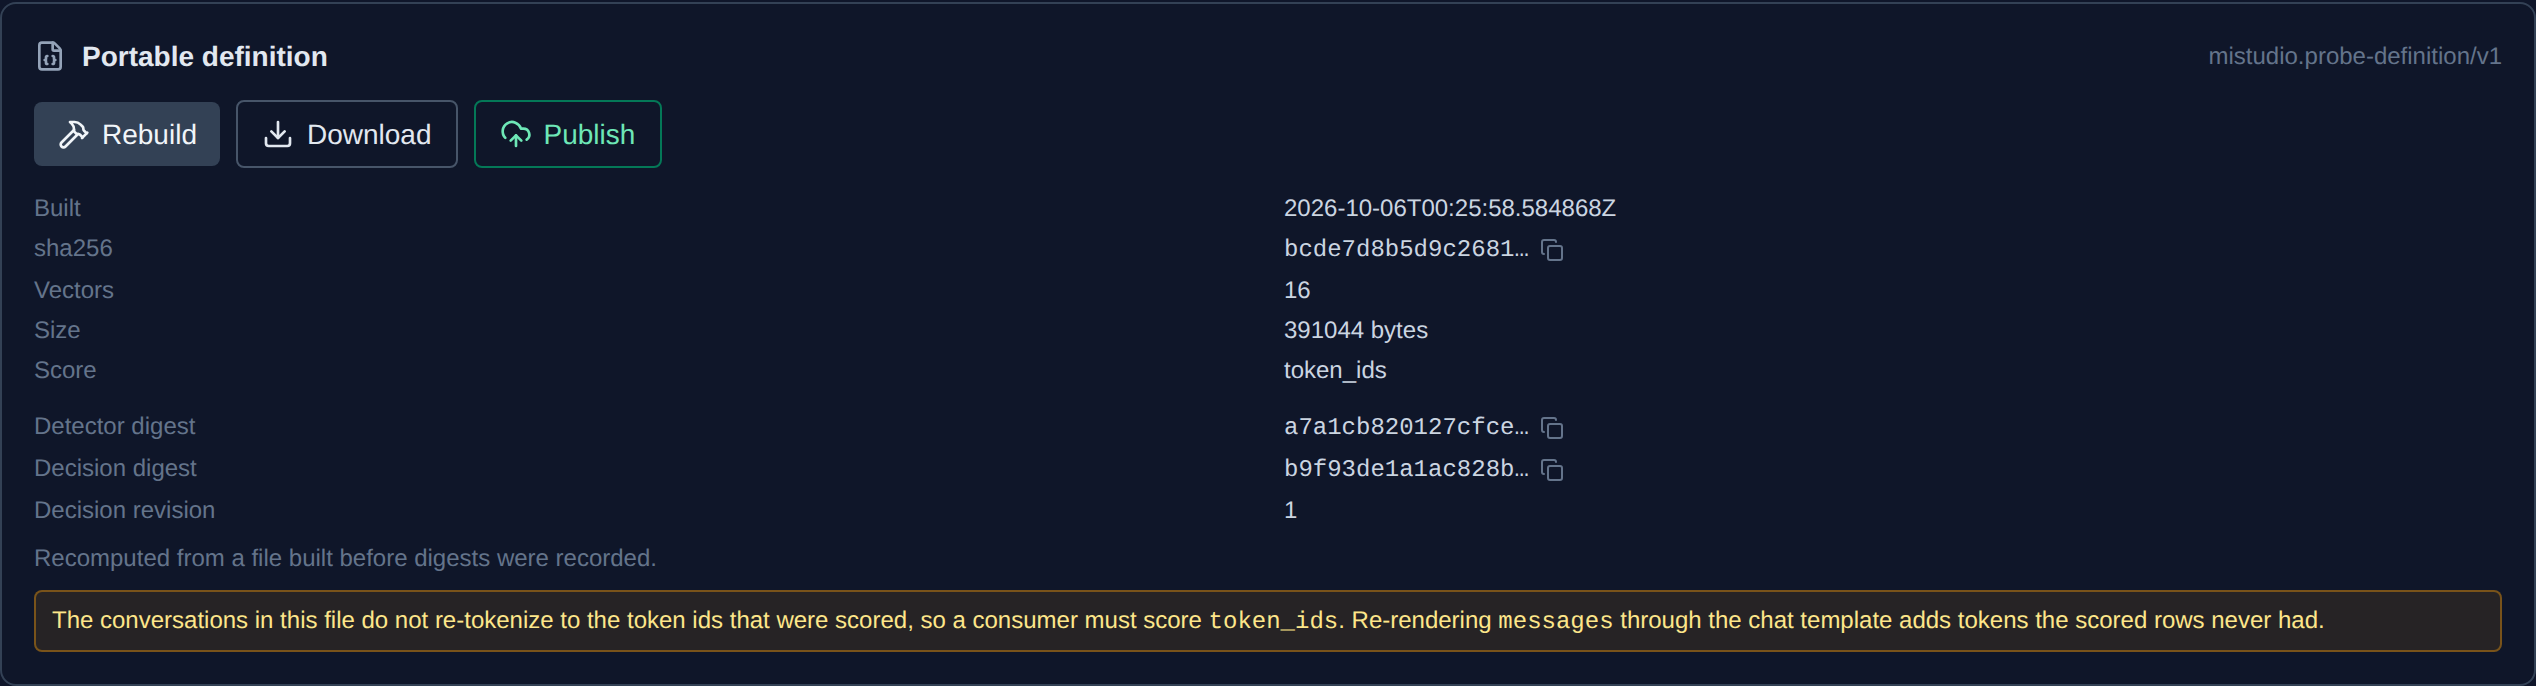 Portable definition
mistudio.probe-definition/v1
Rebuild
Download
Publish
Built 2026-10-06T00:25:58.584868Z
sha256 bcde7d8b5d9c2681…
Vectors 16
Size 391044 bytes
Score token_ids
Detector digest a7a1cb820127cfce…
Decision digest b9f93de1a1ac828b…
Decision revision 1
Recomputed from a file built before digests were recorded.
The conversations in this file do not re-tokenize to the token ids that were scored, so a consumer must score token_ids. Re-rendering messages through the chat template adds tokens the scored rows never had.